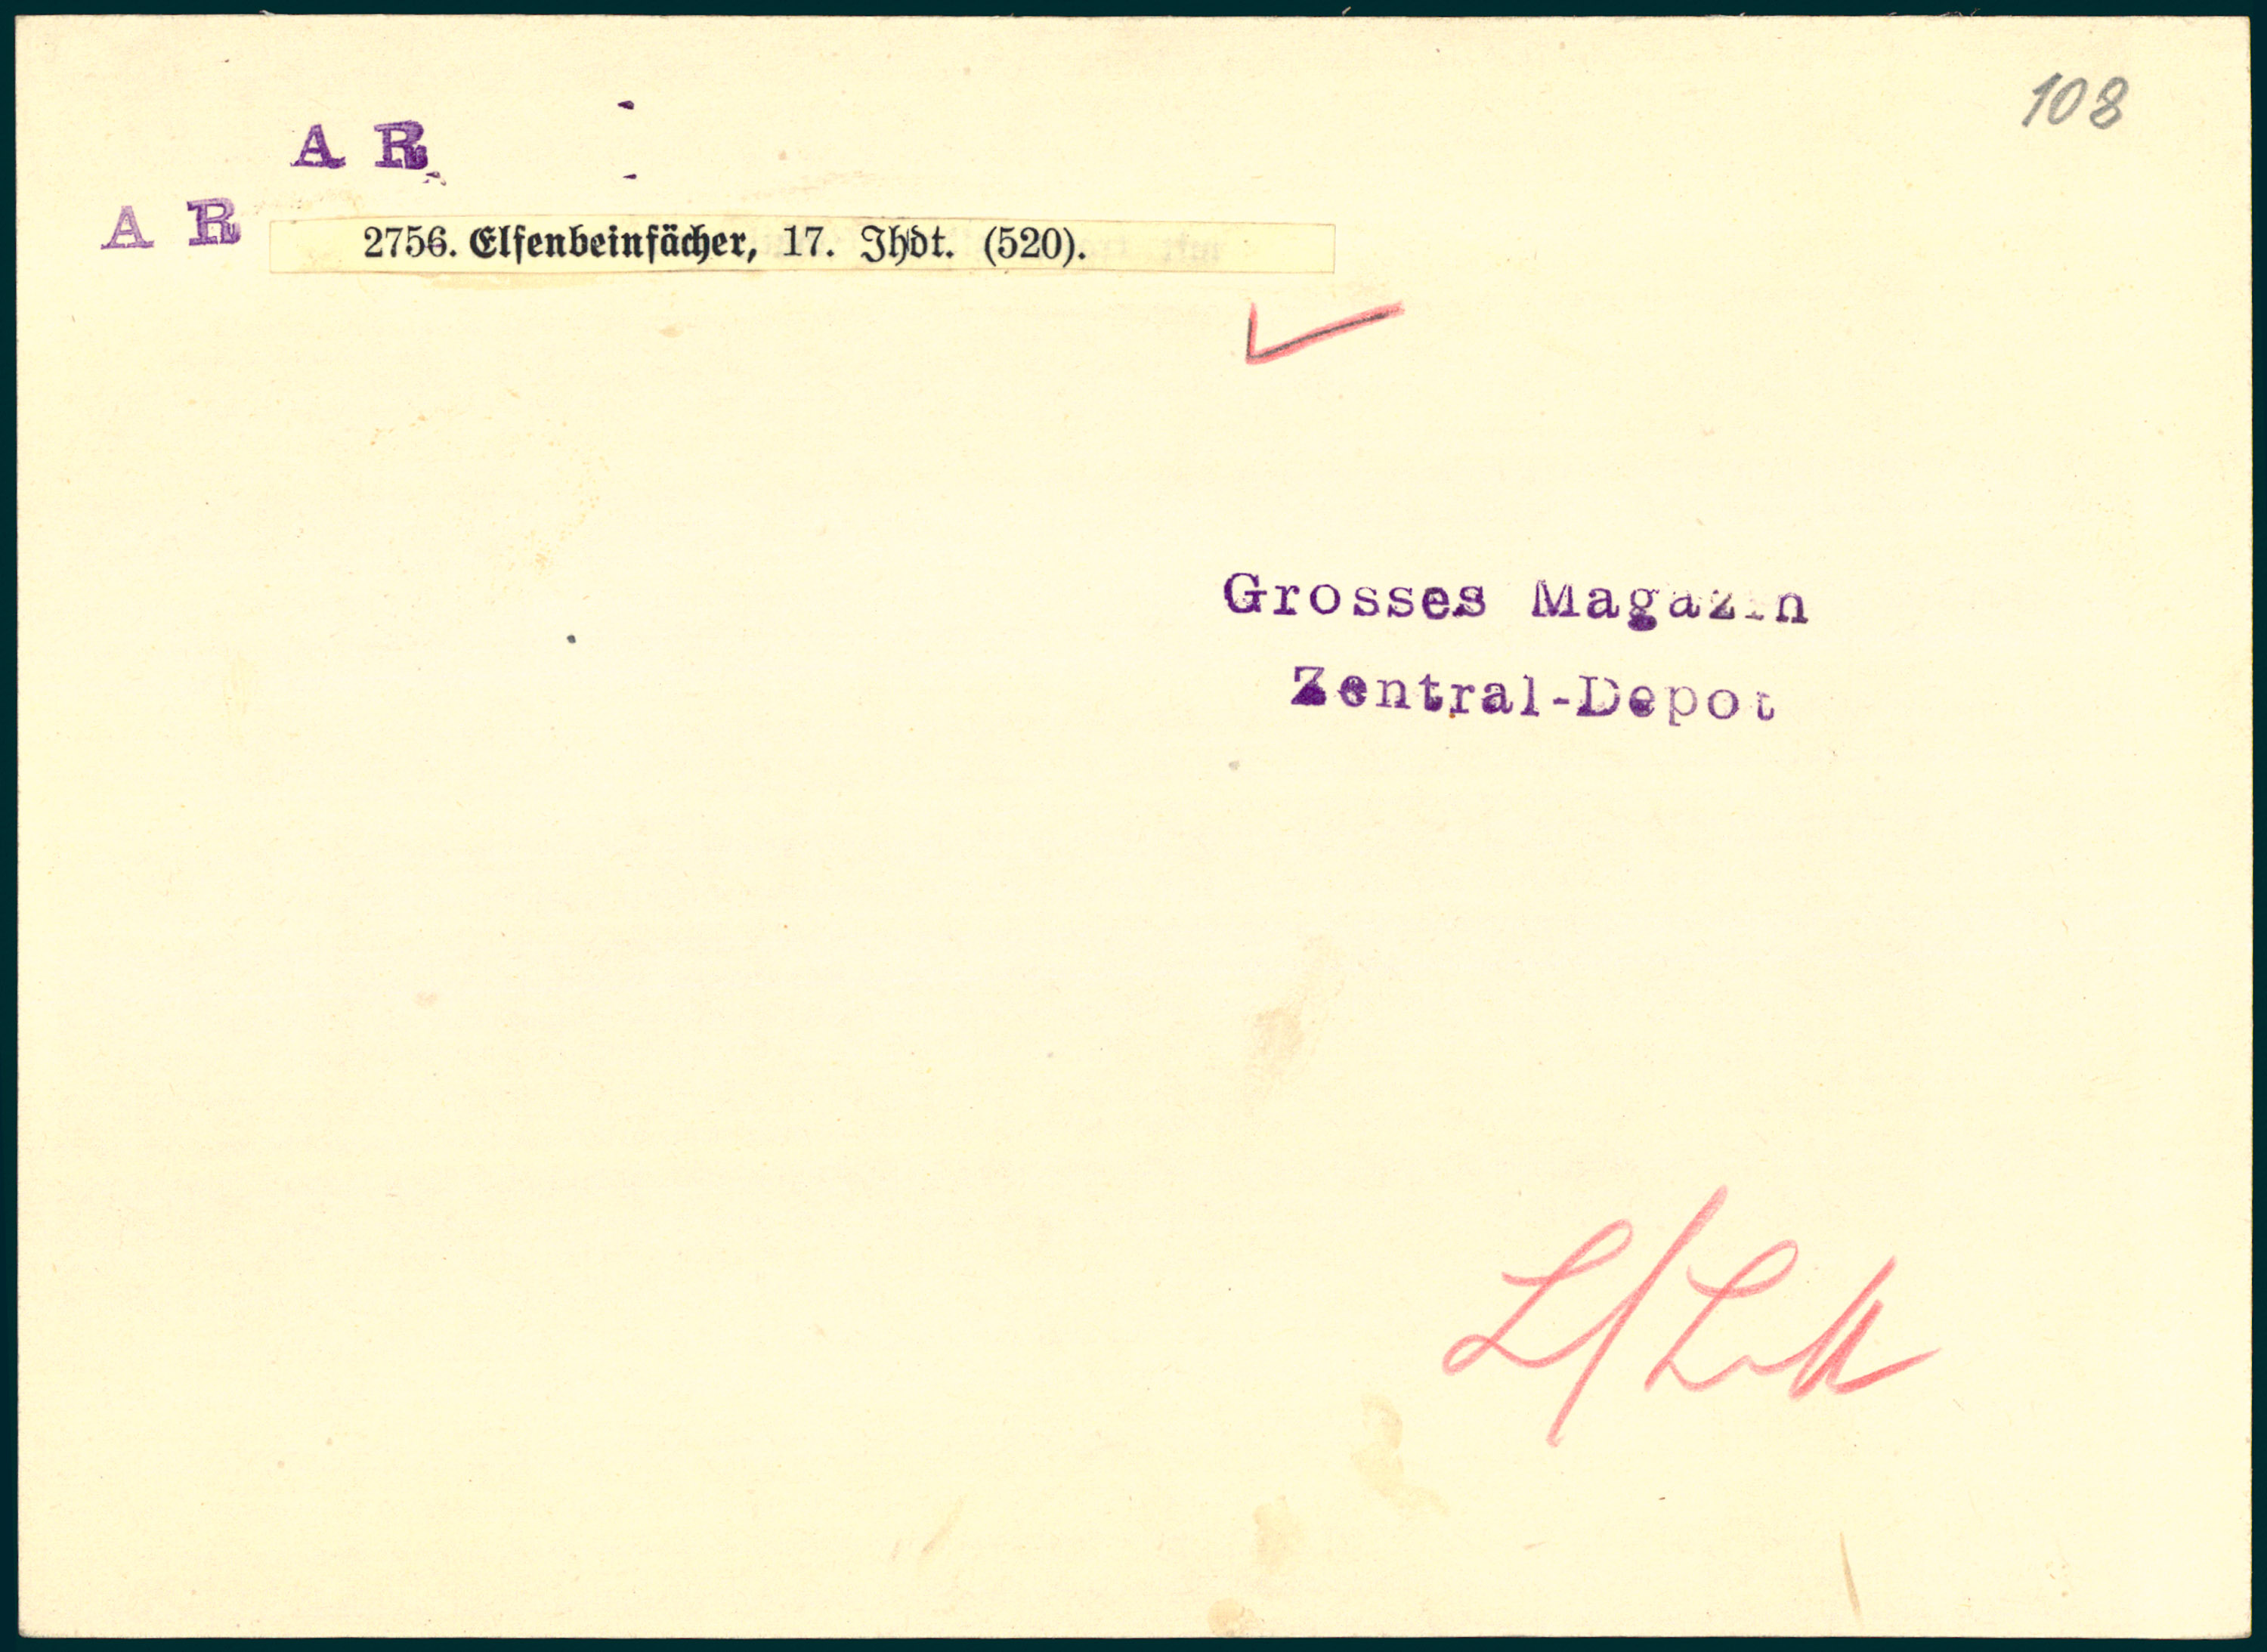 108
A R
A R 2756. Elfenbeinfächer, 17. Jhdt. (520).
Grosses Magazin
Zentral-Depot